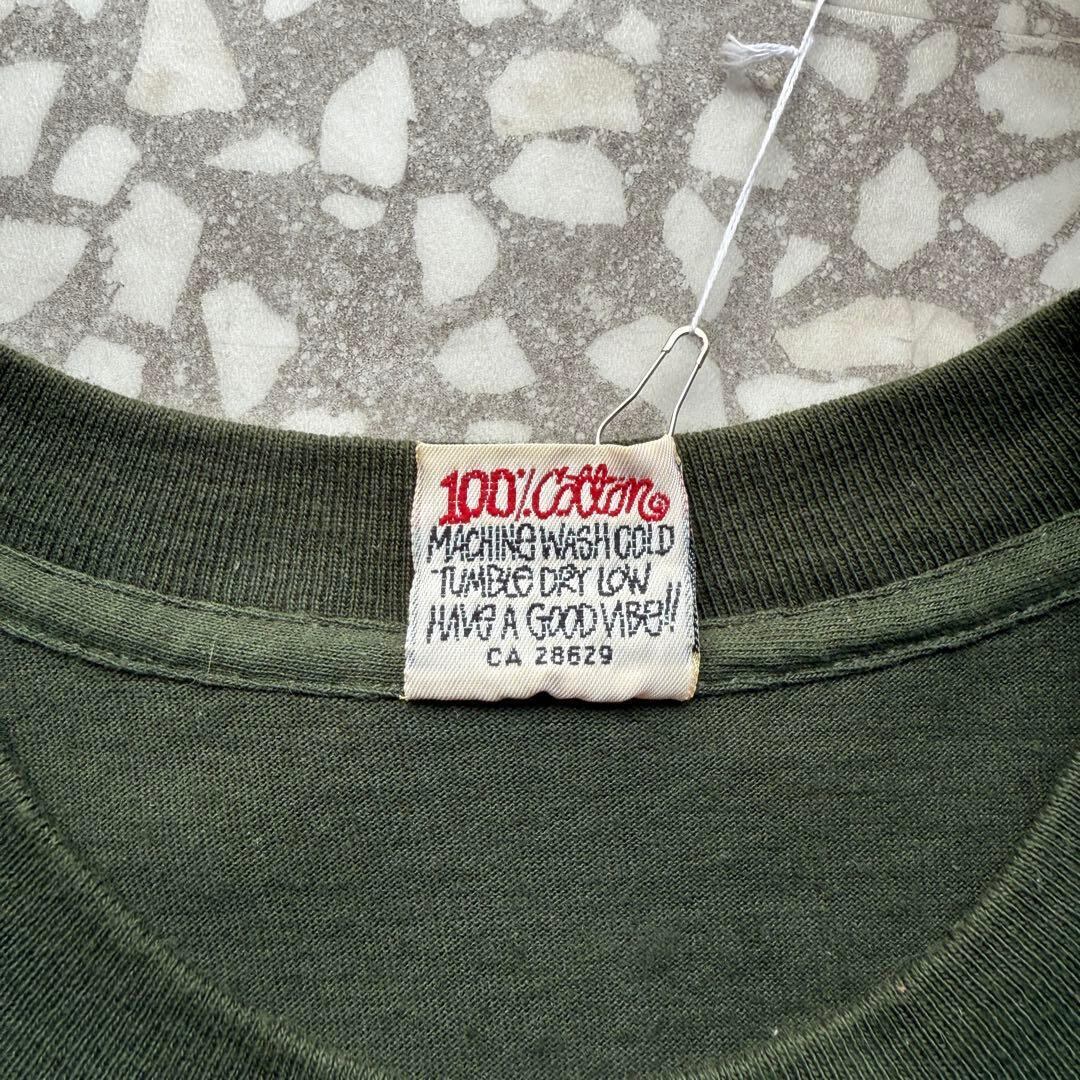 100% Cotton
MACHINE WASH COLD
TUMBLE DRY LOW
HAVE A GOOD VIBE!!
CA 28629